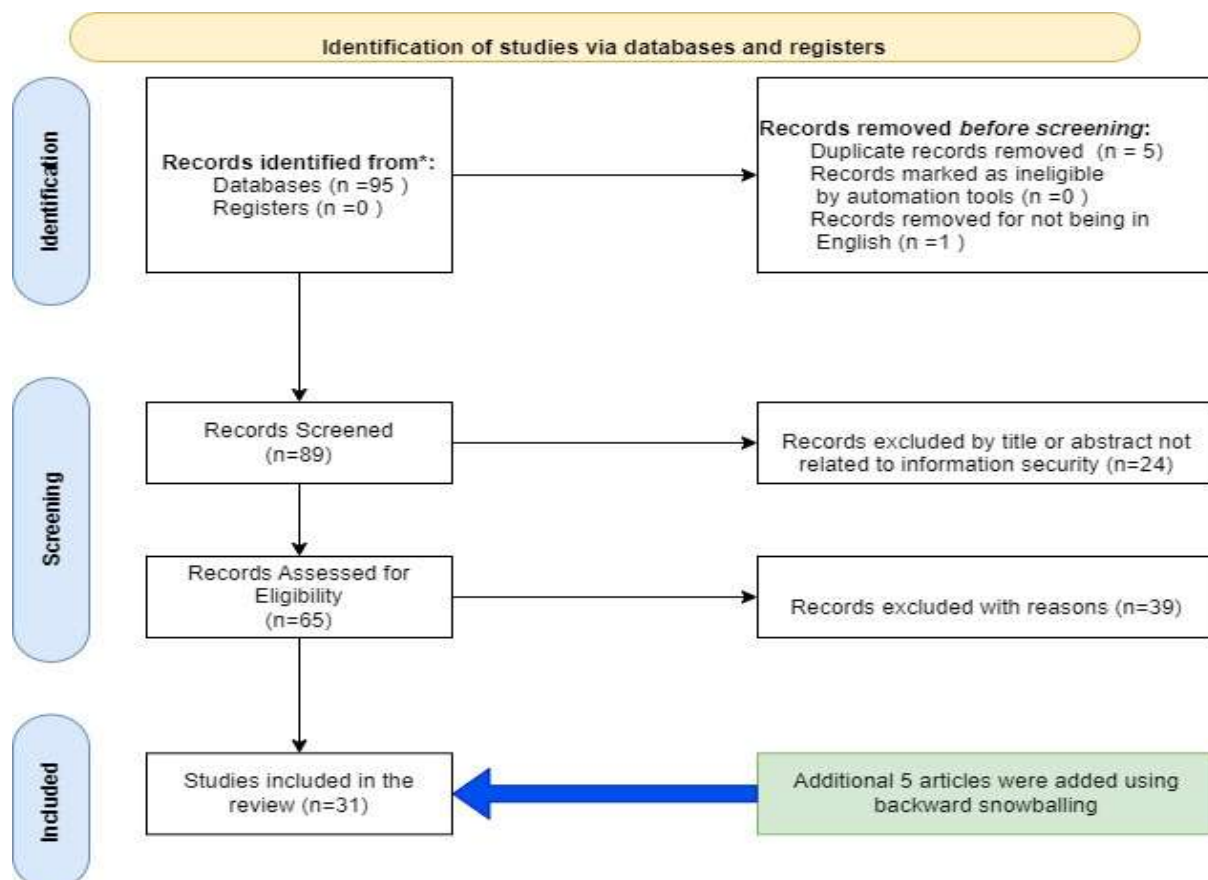 Identification of studies via databases and registers
Identification
Records identified from*:
Databases (n =95 )
Registers (n =0 )
Records removed before screening:
Duplicate records removed  (n = 5)
Records marked as ineligible
by automation tools (n =0 )
Records removed for not being in
English (n =1 )
Screening
Records Screened
(n=89)
Records excluded by title or abstract not
related to information security (n=24)
Records Assessed for
Eligibility
(n=65)
Records excluded with reasons (n=39)
Included
Studies included in the
review (n=31)
Additional 5 articles were added using
backward snowballing